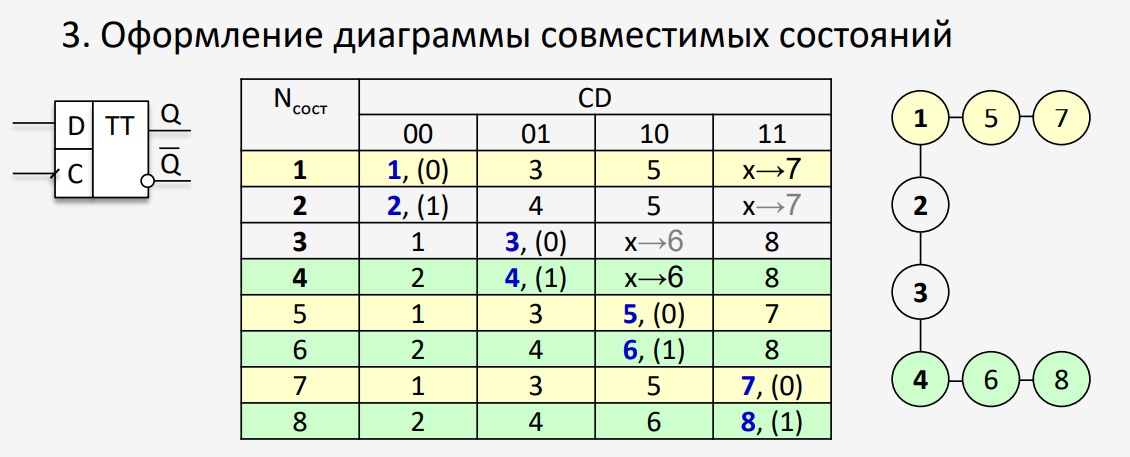 3. Оформление диаграммы совместимых состояний
D TT Q
C Q
Nсост CD
00 01 10 11
1 1, (0) 3 5 x→7
2 2, (1) 4 5 x→7
3 1 3, (0) x→6 8
4 2 4, (1) x→6 8
5 1 3 5, (0) 7
6 2 4 6, (1) 8
7 1 3 5 7, (0)
8 2 4 6 8, (1)
1 5 7
2
3
4 6 8